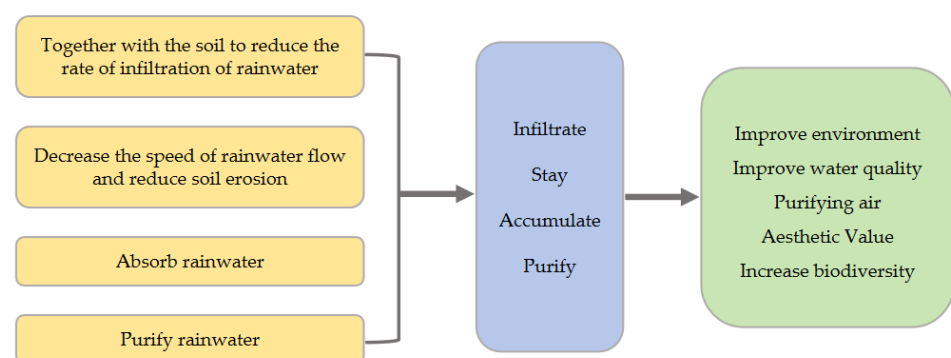 Together with the soil to reduce the
rate of infiltration of rainwater
Decrease the speed of rainwater flow
and reduce soil erosion
Absorb rainwater
Purify rainwater
Infiltrate
Stay
Accumulate
Purify
Improve environment
Improve water quality
Purifying air
Aesthetic Value
Increase biodiversity